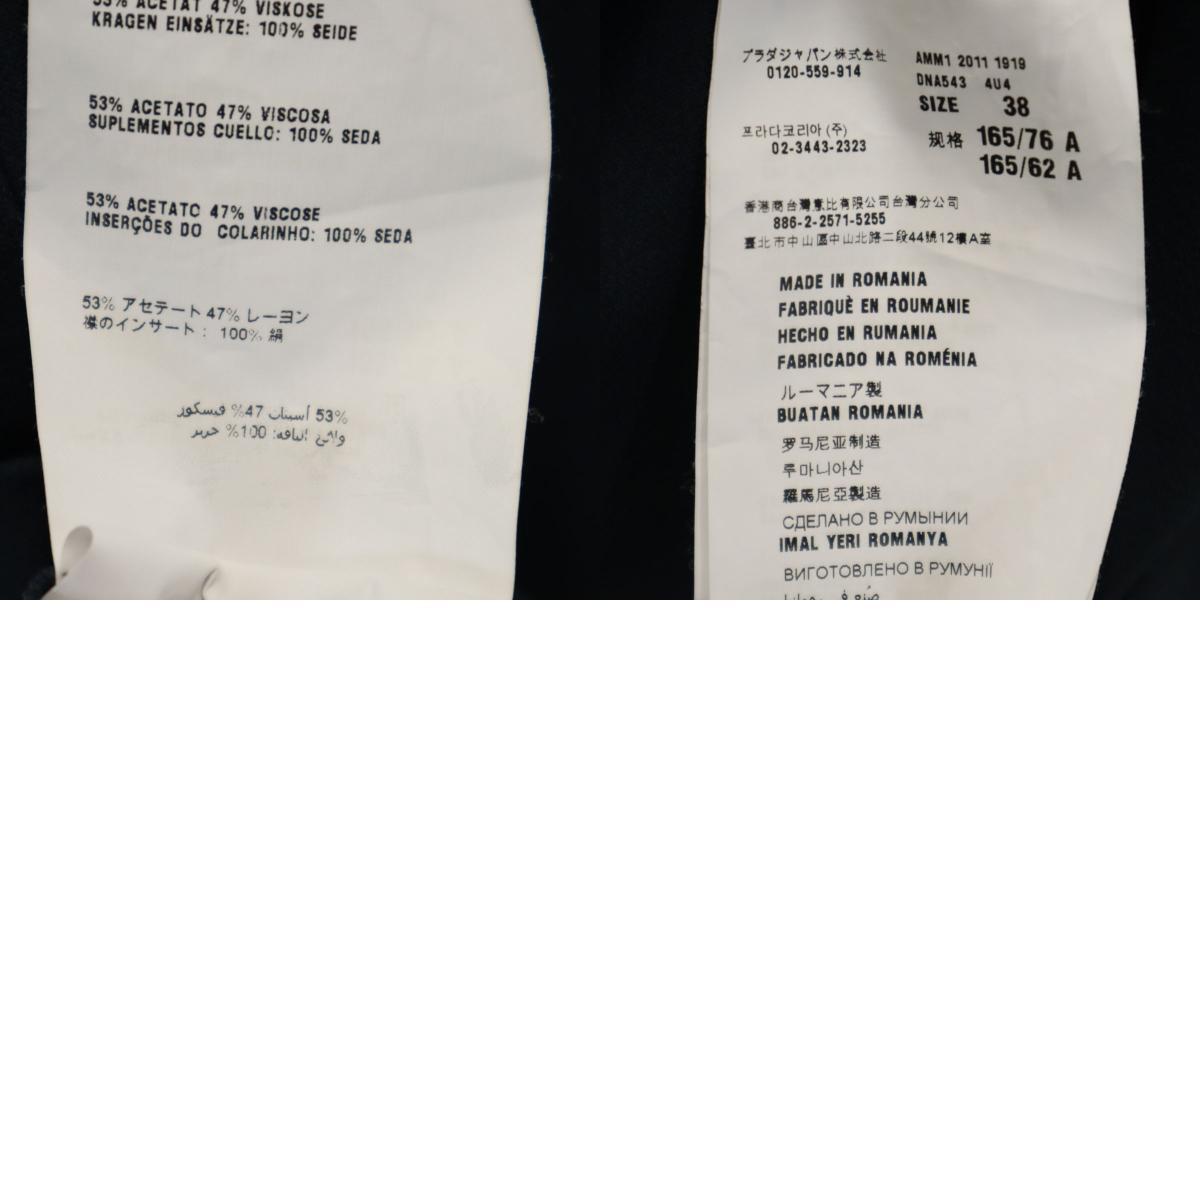 53% ACETAT 47% VISKOSE
KRAGEN EINSÄTZE: 100% SEIDE
53% ACETATO 47% VISCOSA
SUPLEMENTOS CUELLO: 100% SEDA
53% ACETATO 47% VISCOSE
INSERÇÕES DO COLARINHO: 100% SEDA
53% アセテート 47% レーヨン
襟のインサート： 100% 絹
53% أسيتات 47% فيسكوز
100% حرير
プラダジャパン株式会社
0120-559-914
프라다코리아 (주)
02-3443-2323
AMM1 2011 1919
DNA543 4U4
SIZE 38
规格 165/76 A
165/62 A
香港商台灣意比有限公司台灣分公司
886-2-2571-5255
臺北市中山區中山北路二段44號12樓A室
MADE IN ROMANIA
FABRIQUÈ EN ROUMANIE
HECHO EN RUMANIA
FABRICADO NA ROMÉNIA
ルーマニア製
BUATAN ROMANIA
罗马尼亚制造
루마니아산
羅馬尼亞製造
СДЕЛАНО В РУМЫНИИ
IMAL YERI ROMANYA
ВИГОТОВЛЕНО В РУМУНІЇ